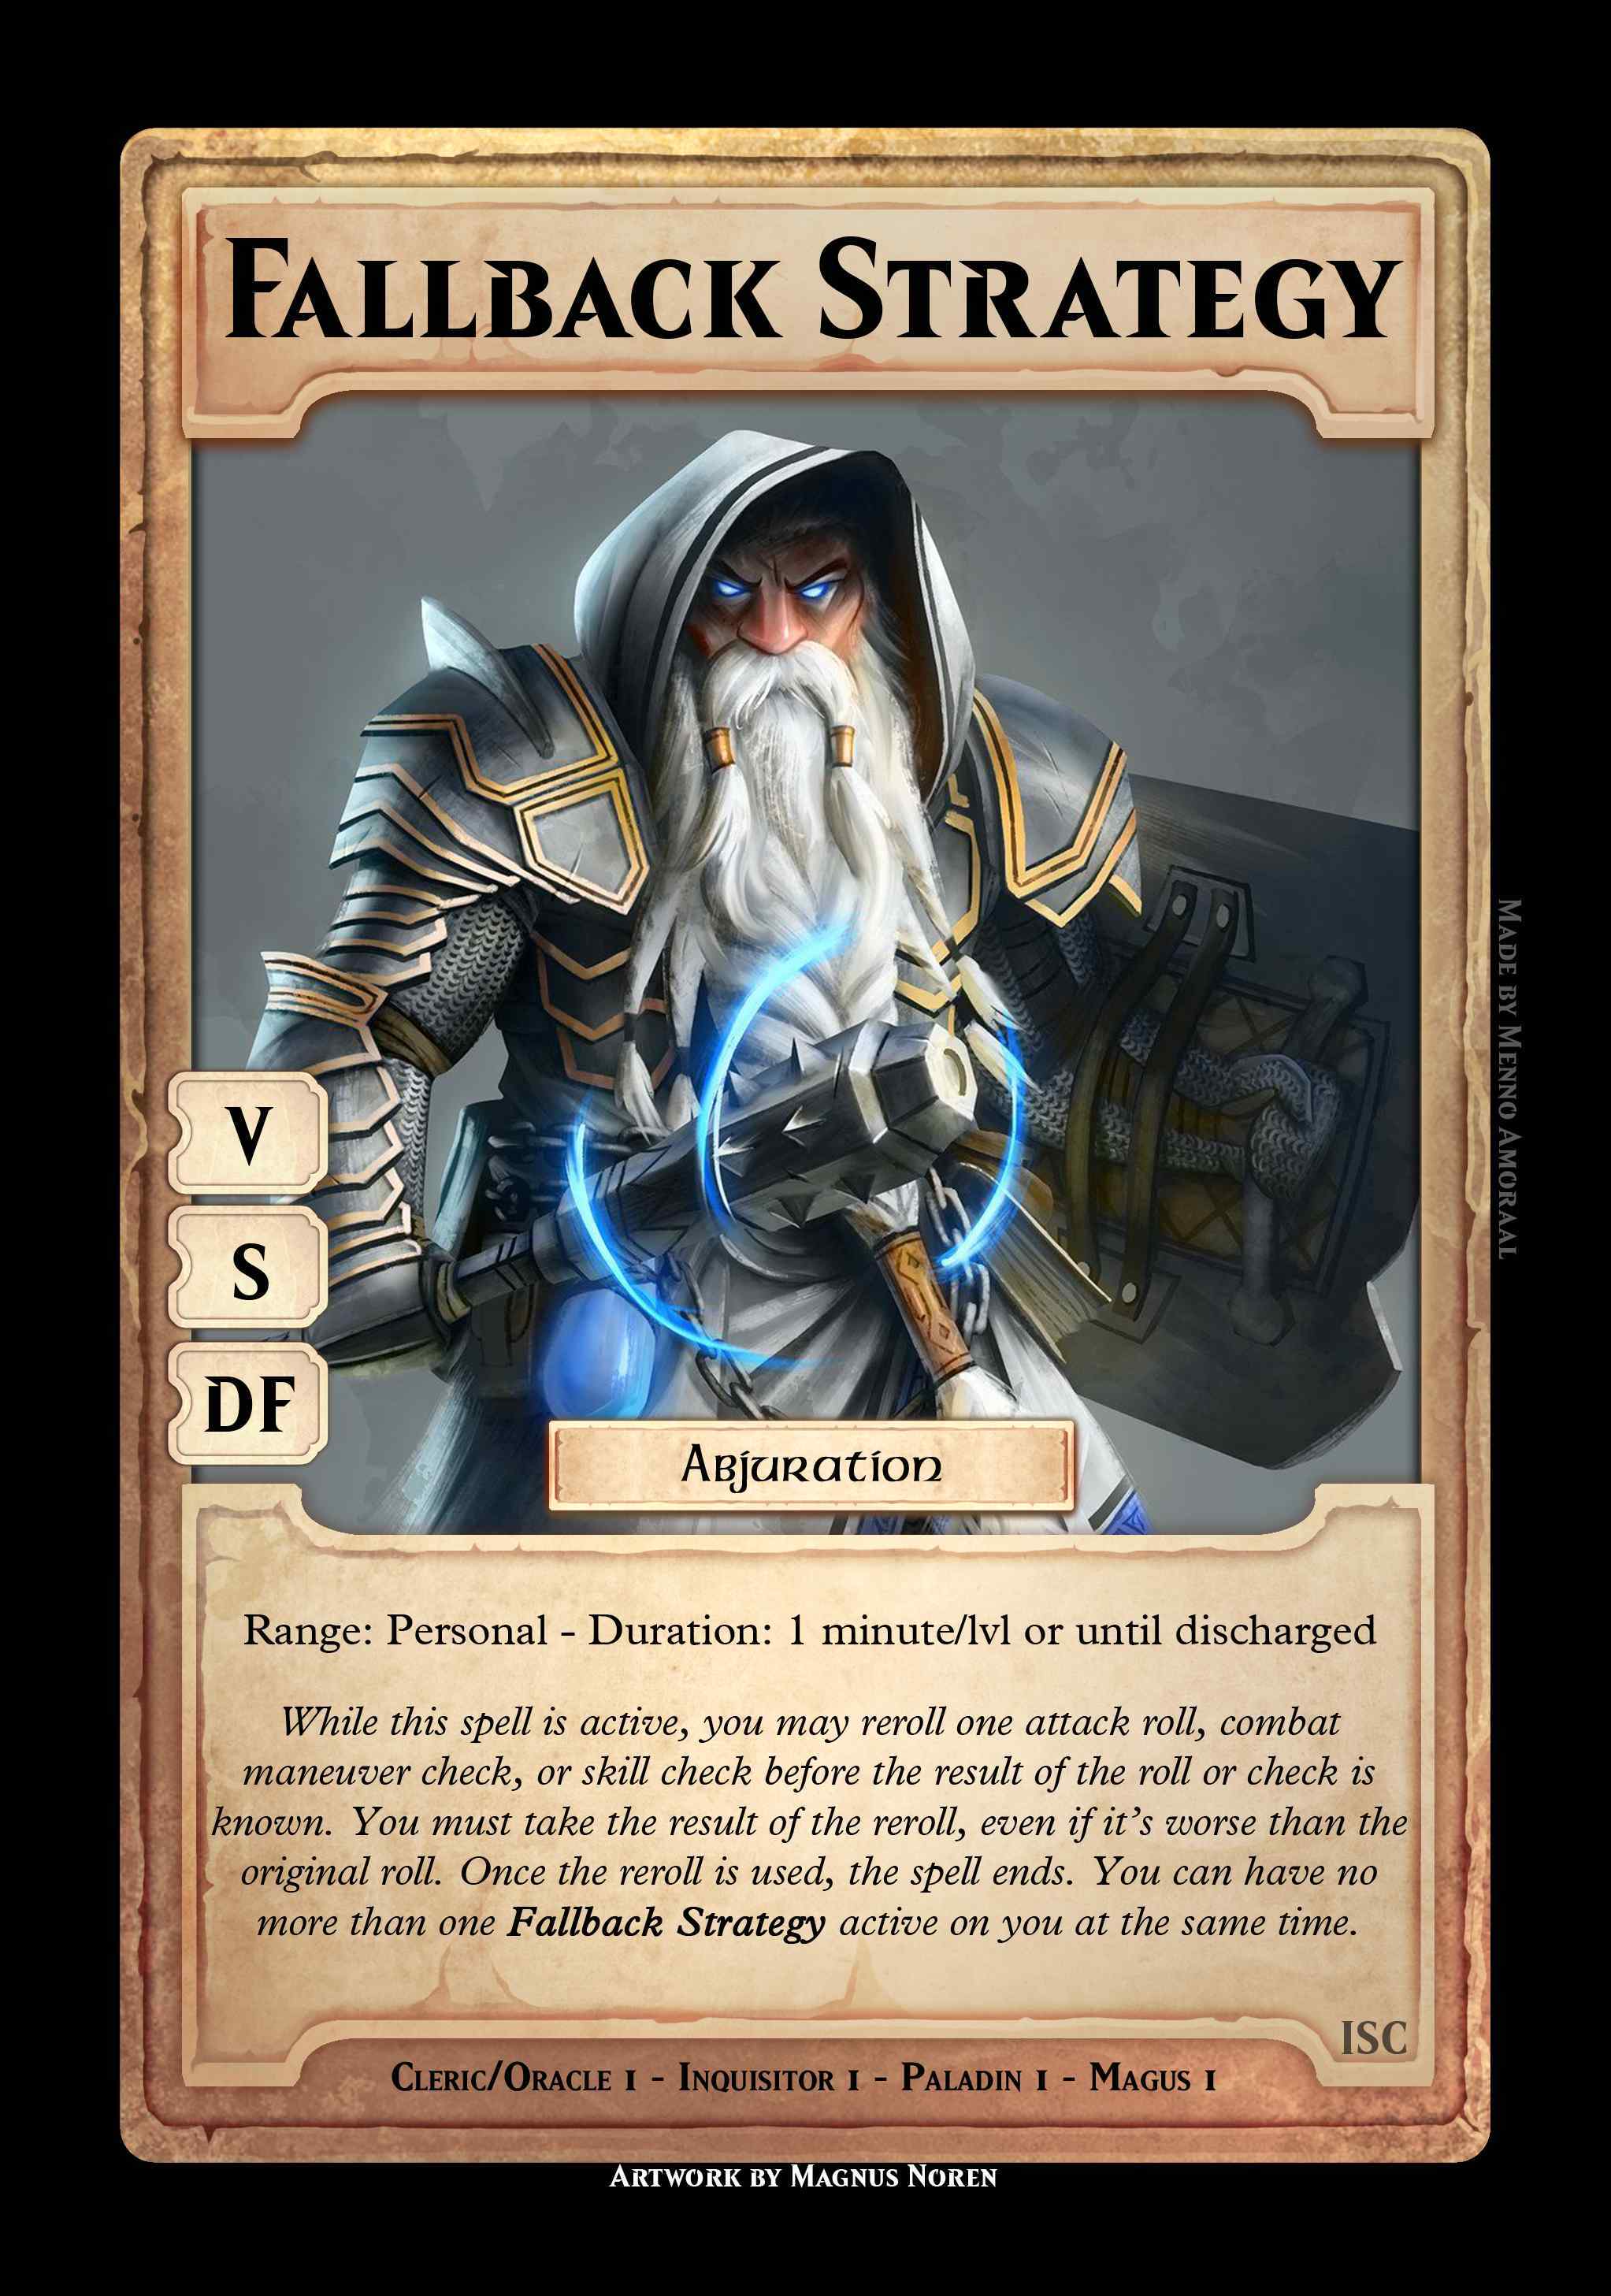 Fallback Strategy
V
S
DF
Abjuration
Range: Personal - Duration: 1 minute/lvl or until discharged
While this spell is active, you may reroll one attack roll, combat
maneuver check, or skill check before the result of the roll or check is
known. You must take the result of the reroll, even if it's worse than the
original roll. Once the reroll is used, the spell ends. You can have no
more than one Fallback Strategy active on you at the same time.
ISC
Cleric/Oracle 1 - Inquisitor 1 - Paladin 1 - Magus 1
Artwork by Magnus Noren
Made by Menno Amoraal